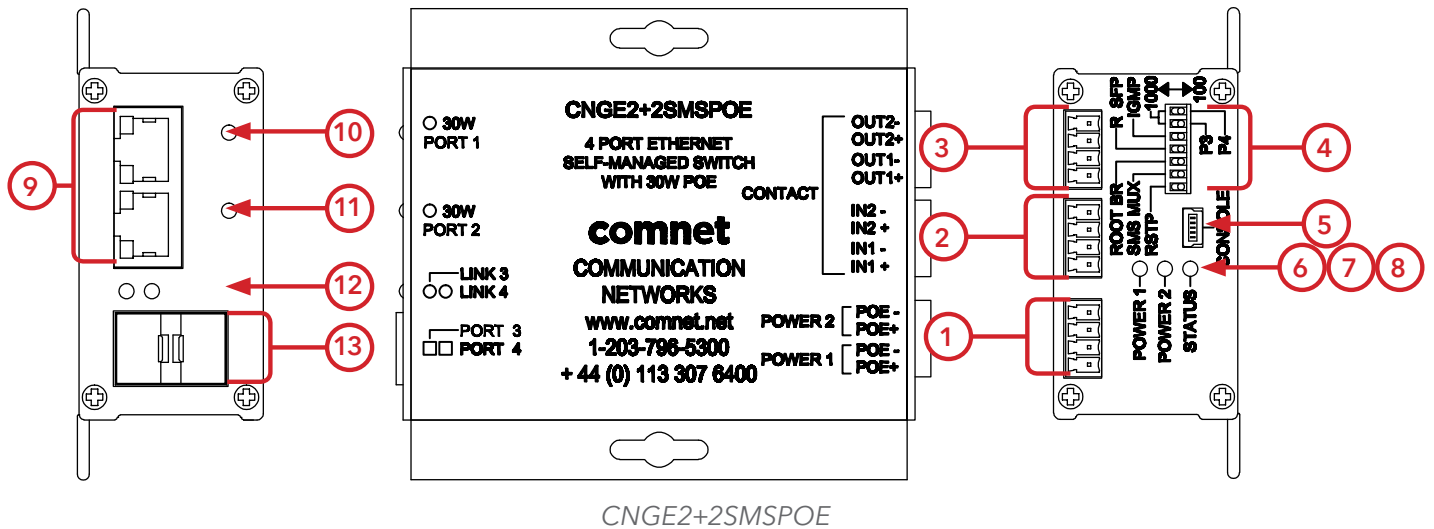 9
10
11
12
13
CNGE2+2SMSPOE
4 PORT ETHERNET
SELF-MANAGED SWITCH
WITH 30W POE
comnet
COMMUNICATION
NETWORKS
www.comnet.net
1-203-796-5300
+ 44 (0) 113 307 6400
30W
PORT 1
30W
PORT 2
LINK 3
LINK 4
PORT 3
PORT 4
CONTACT
OUT2-
OUT2+
OUT1-
OUT1+
IN2 -
IN2 +
IN1 -
IN1 +
POWER 2
POE -
POE+
POWER 1
POE -
POE+
3
2
1
R
SFP
IGMP
1000
100
P3
P4
ROOT BR
SMS MUX
RSTP
CONSOLE
POWER 1
POWER 2
STATUS
4
5
6
7
8
CNGE2+2SMSPOE